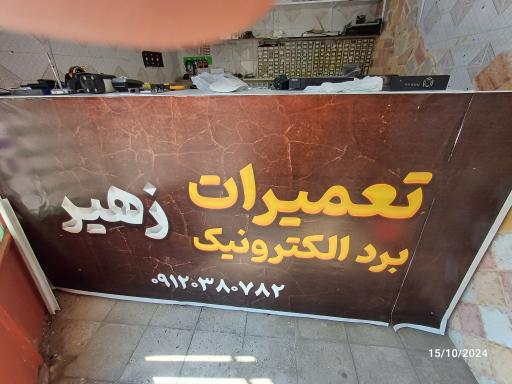 تعمیرات زهیر
برد الکترونیک
۰۹۱۲۰۳۸۰۷۸۲
15/10/2024